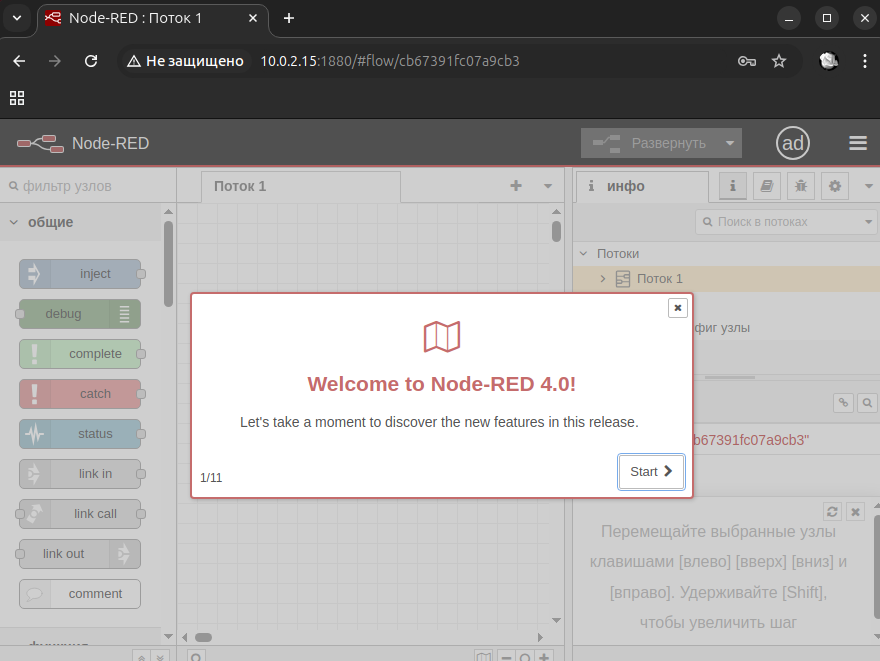 Node-RED : Поток 1
Не защищено 10.0.2.15:1880/#flow/cb67391fc07a9cb3
Node-RED
Развернуть
ad
фильтр узлов
Поток 1
инфо
общие
Поиск в потоках
Потоки
Поток 1
inject
debug
complete
catch
status
link in
link call
link out
comment
фиг узлы
b67391fc07a9cb3"
Welcome to Node-RED 4.0!
Let's take a moment to discover the new features in this release.
1/11
Start
Перемещайте выбранные узлы
клавишами [влево] [вверх] [вниз] и
[вправо]. Удерживайте [Shift],
чтобы увеличить шаг